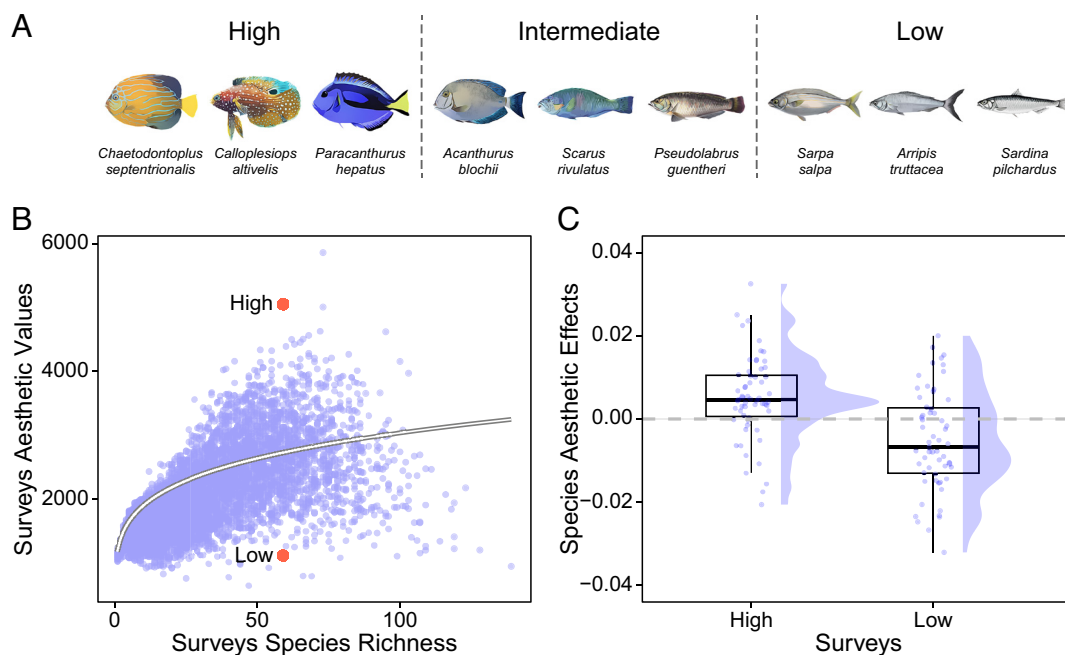 A
High
Intermediate
Low
Chaetodontoplus
septentrionalis
Calloplesiops
altivelis
Paracanthurus
hepatus
Acanthurus
blochii
Scarus
rivulatus
Pseudolabrus
guentheri
Sarpa
salpa
Arripis
truttacea
Sardina
pilchardus
B
Surveys Aesthetic Values
6000
4000
2000
High
Low
0
50
100
Surveys Species Richness
C
Species Aesthetic Effects
0.04
0.02
0.00
−0.02
−0.04
High
Low
Surveys